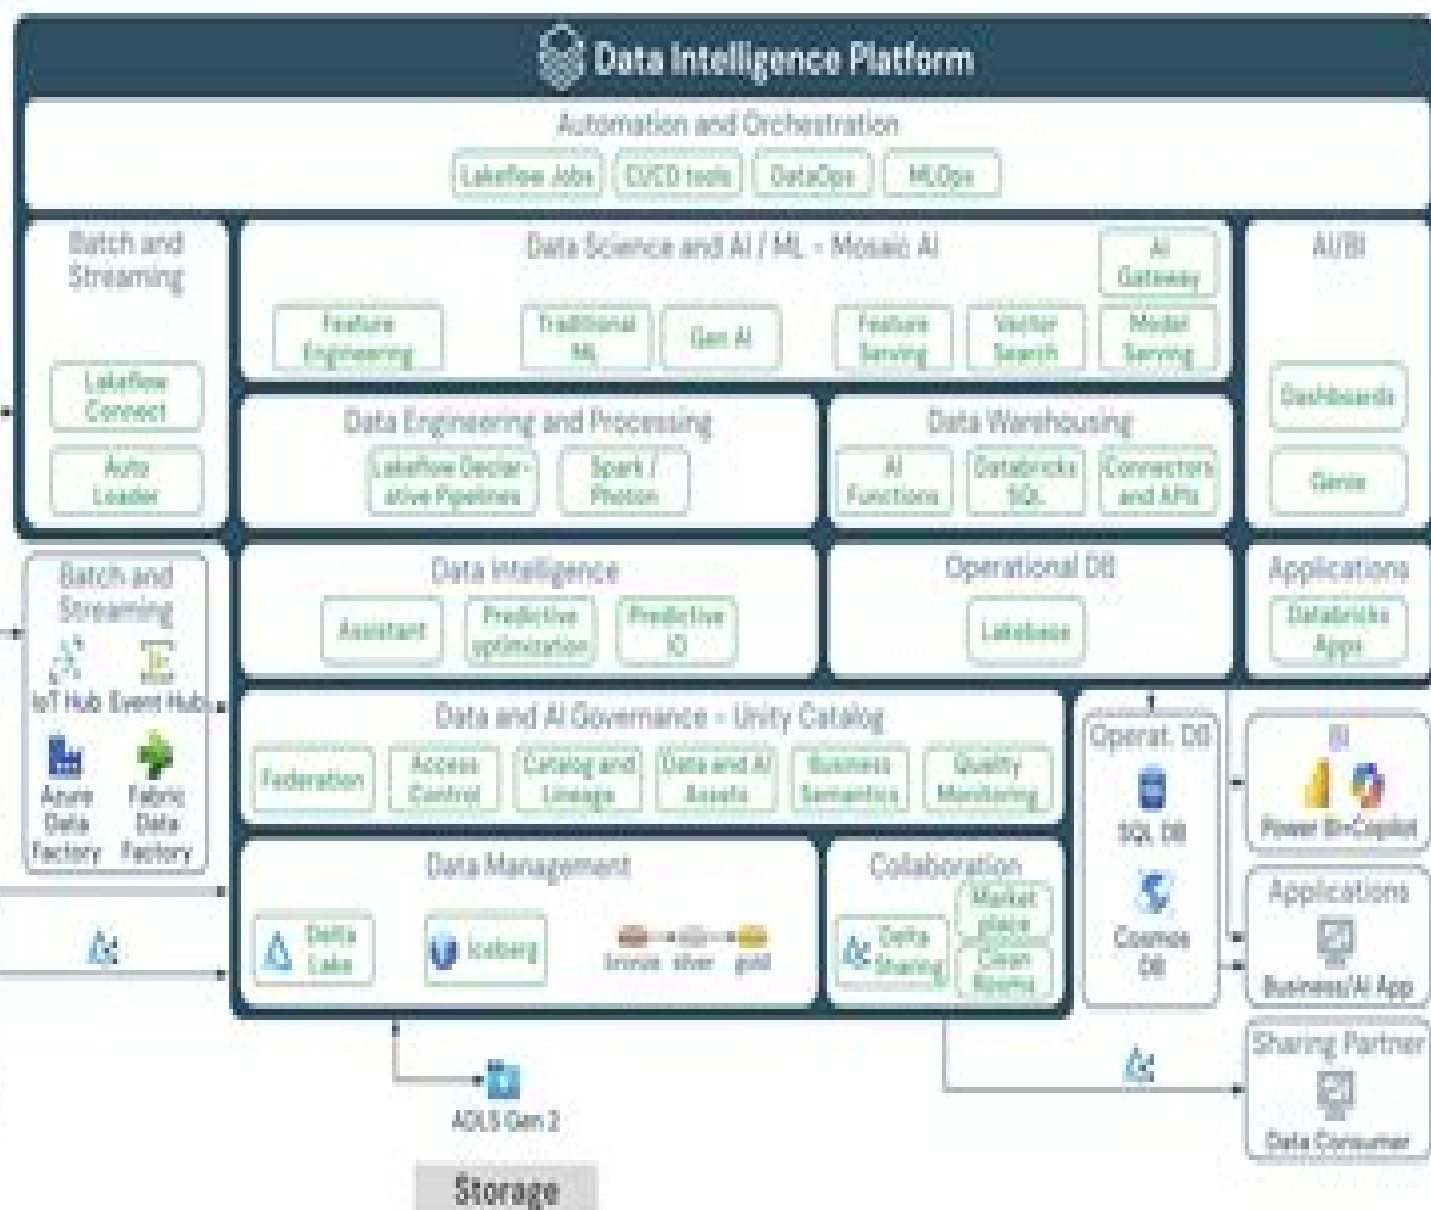 Data Intelligence Platform
Automation and Orchestration
Lakeflow Jobs
CI/CD tools
DataOps
MLOps
Batch and
Streaming
Lakeflow
Connect
Auto
Loader
Data Science and AI / ML - Mosaic AI
AI
Gateway
Feature
Engineering
Traditional
ML
Gen AI
Feature
Serving
Vector
Search
Model
Serving
AI/BI
Dashboards
Genie
Data Engineering and Processing
Lakeflow Declar-
ative Pipelines
Spark /
Photon
Data Warehousing
AI
Functions
Databricks
SQL
Connectors
and APIs
Batch and
Streaming
IoT Hub
Event Hub
Azure
Data
Factory
Fabric
Data
Factory
Data Intelligence
Assistant
Predictive
optimization
Predictive
IO
Operational DB
Lakebase
Applications
Databricks
Apps
Data and AI Governance - Unity Catalog
Federation
Access
Control
Catalog and
Lineage
Data and AI
Assets
Business
Semantics
Quality
Monitoring
Operat. DB
SQL DB
Cosmos
DB
BI
Power BI+Copilot
Data Management
Delta
Lake
Iceberg
bronze
silver
gold
Collaboration
Delta
Sharing
Market
place
Clean
Rooms
Applications
Business/AI App
Sharing Partner
Data Consumer
ADLS Gen 2
Storage